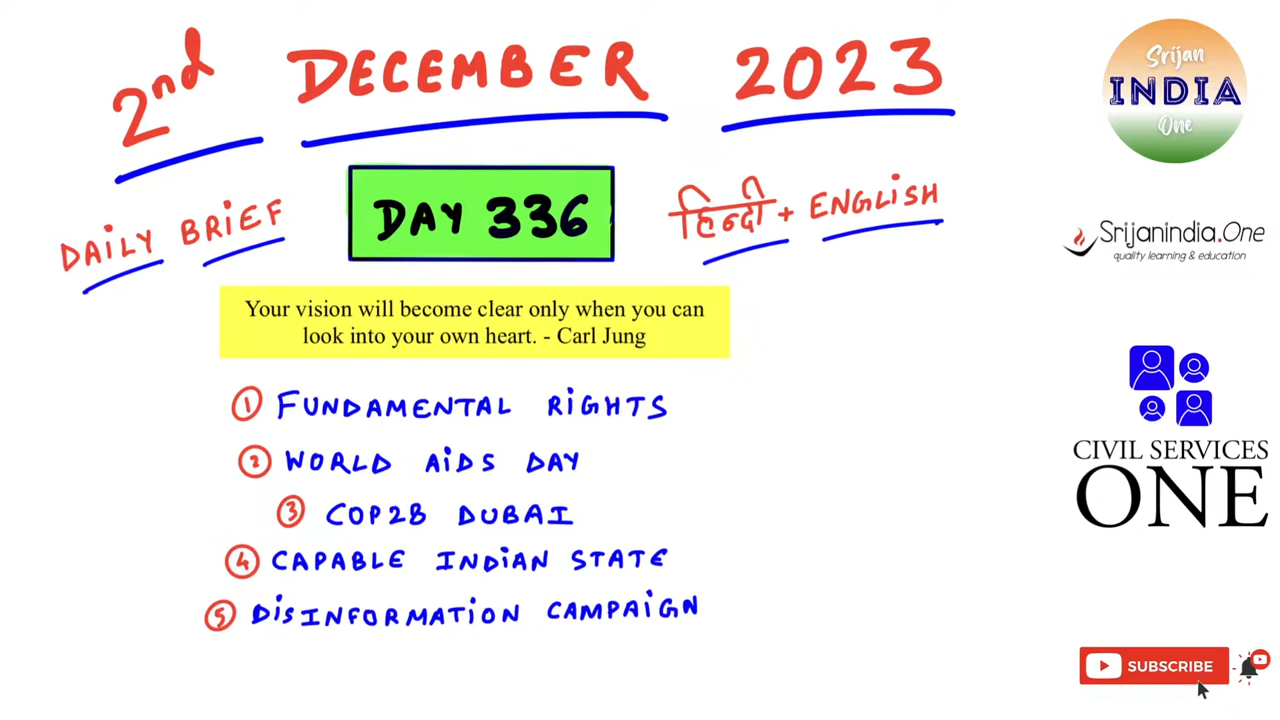 2nd DECEMBER 2023
DAILY BRIEF
DAY 336
हिन्दी + ENGLISH
Your vision will become clear only when you can
look into your own heart. - Carl Jung
1 FUNDAMENTAL RIGHTS
2 WORLD AIDS DAY
3 COP28 DUBAI
4 CAPABLE INDIAN STATE
5 DISINFORMATION CAMPAIGN
Srijan
INDIA
One
Srijanindia.One
quality learning & education
CIVIL SERVICES
ONE
SUBSCRIBE